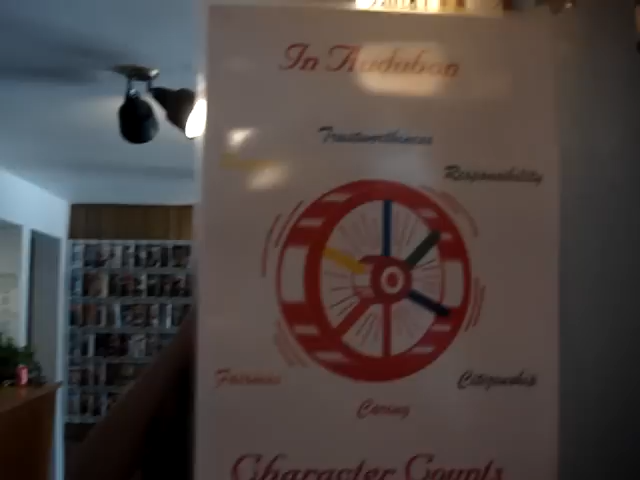 In Audubon
Trustworthiness
Responsibility
Fairness
Citizenship
Caring
Character Counts